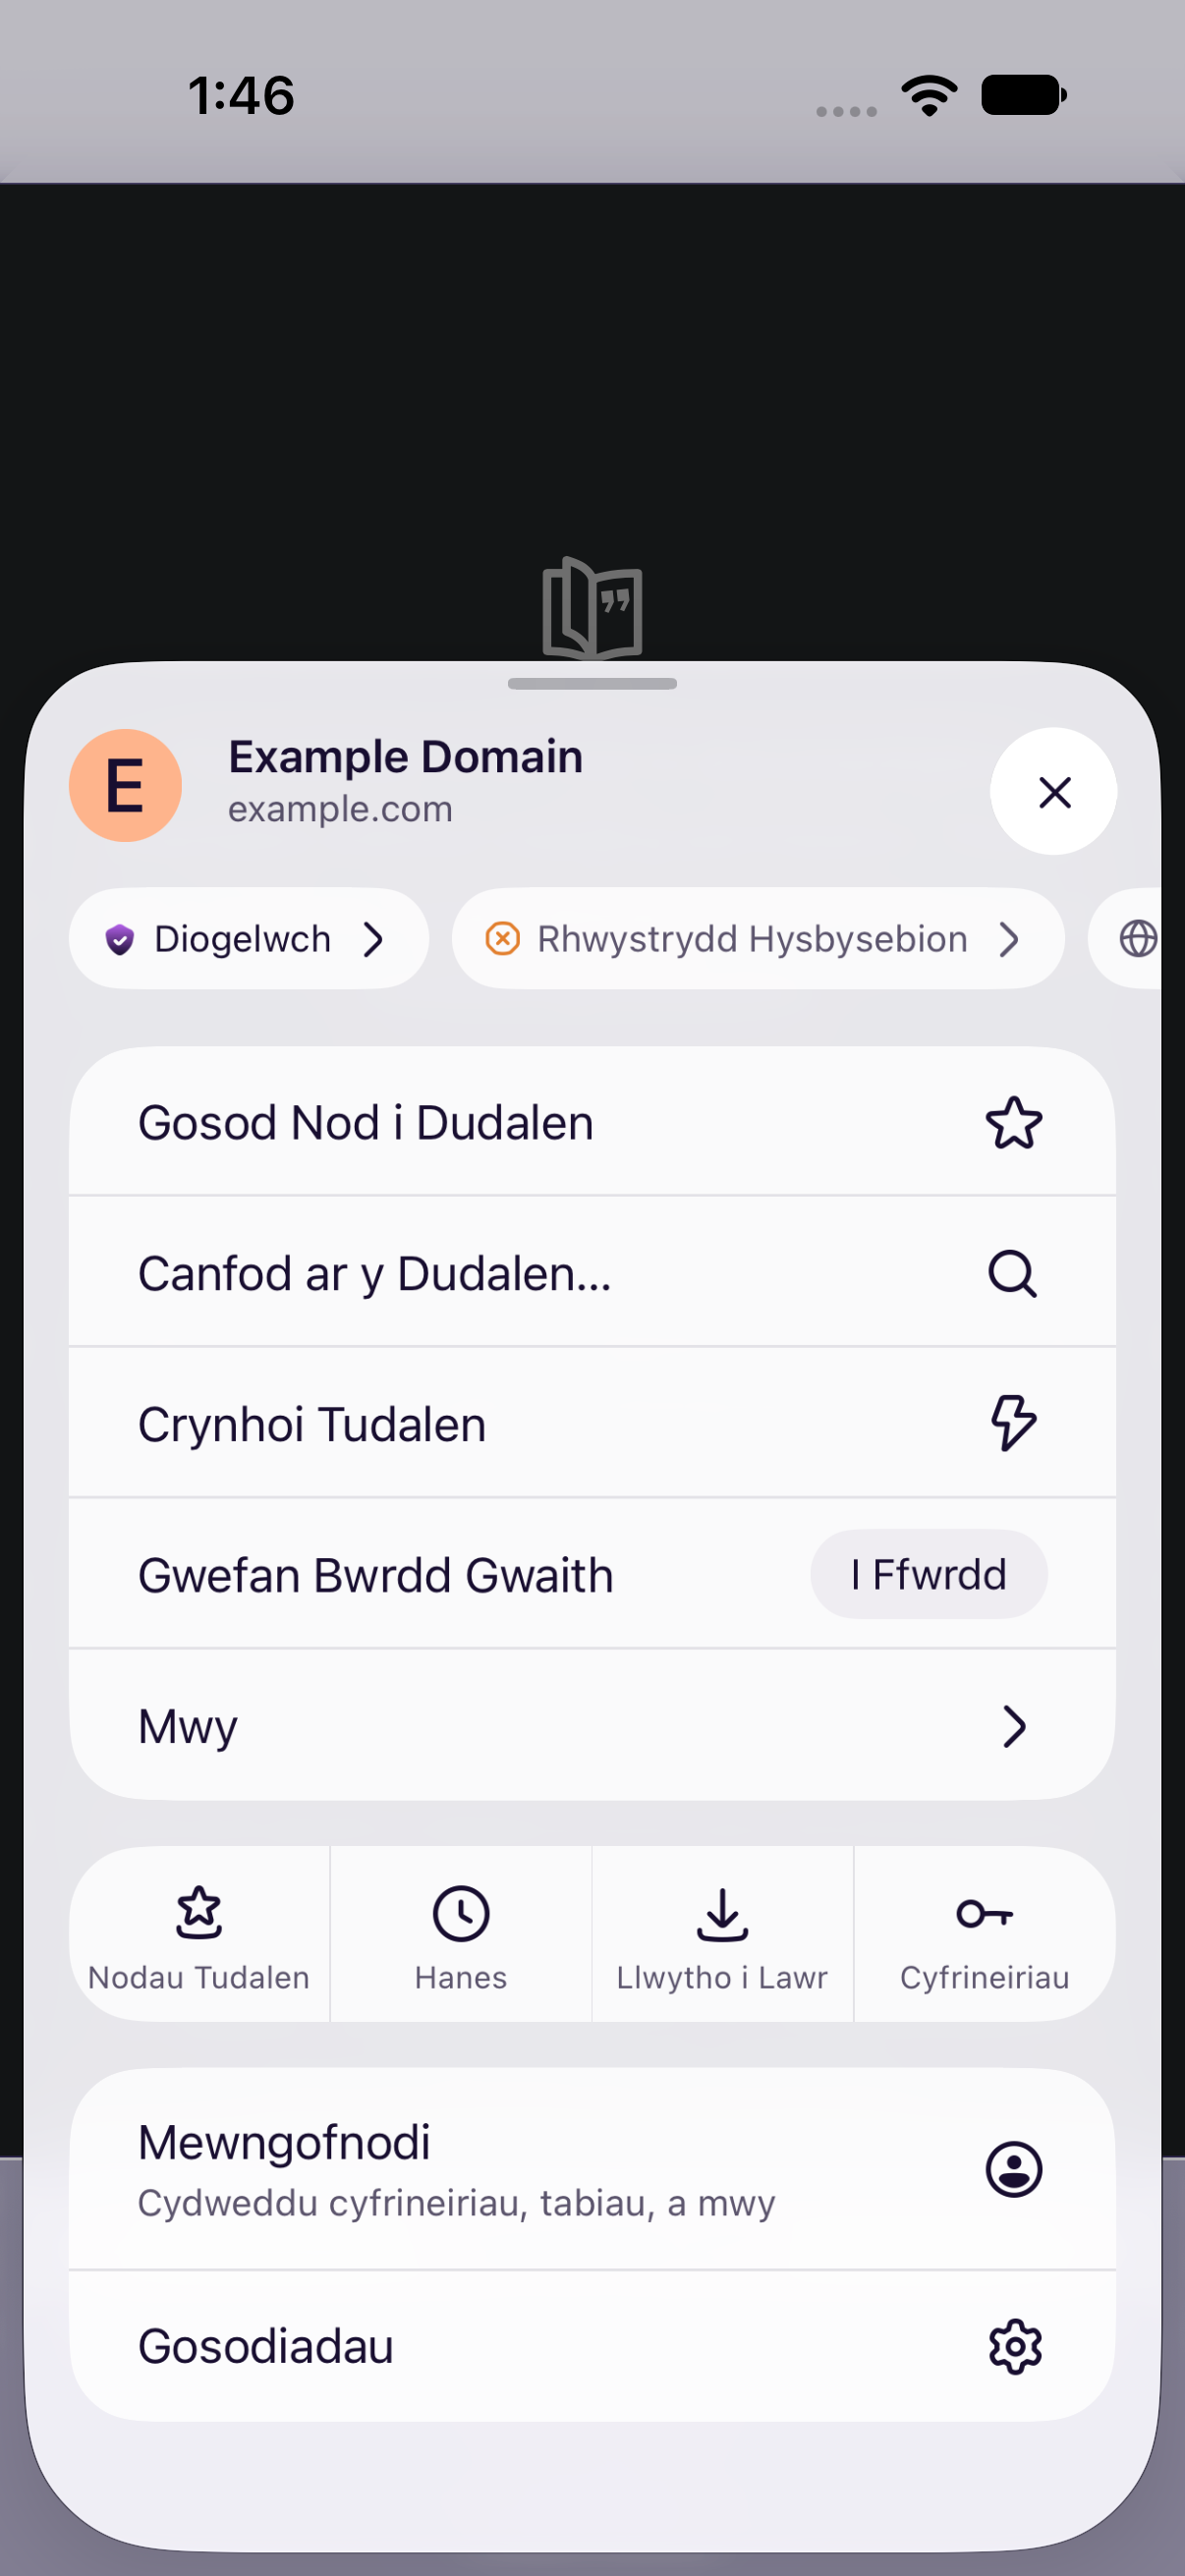 1:46
E
Example Domain
example.com
Diogelwch
Rhwystrydd Hysbysebion
Gosod Nod i Dudalen
Canfod ar y Dudalen...
Crynhoi Tudalen
Gwefan Bwrdd Gwaith
I Ffwrdd
Mwy
Nodau Tudalen
Hanes
Llwytho i Lawr
Cyfrineiriau
Mewngofnodi
Cydweddu cyfrineiriau, tabiau, a mwy
Gosodiadau